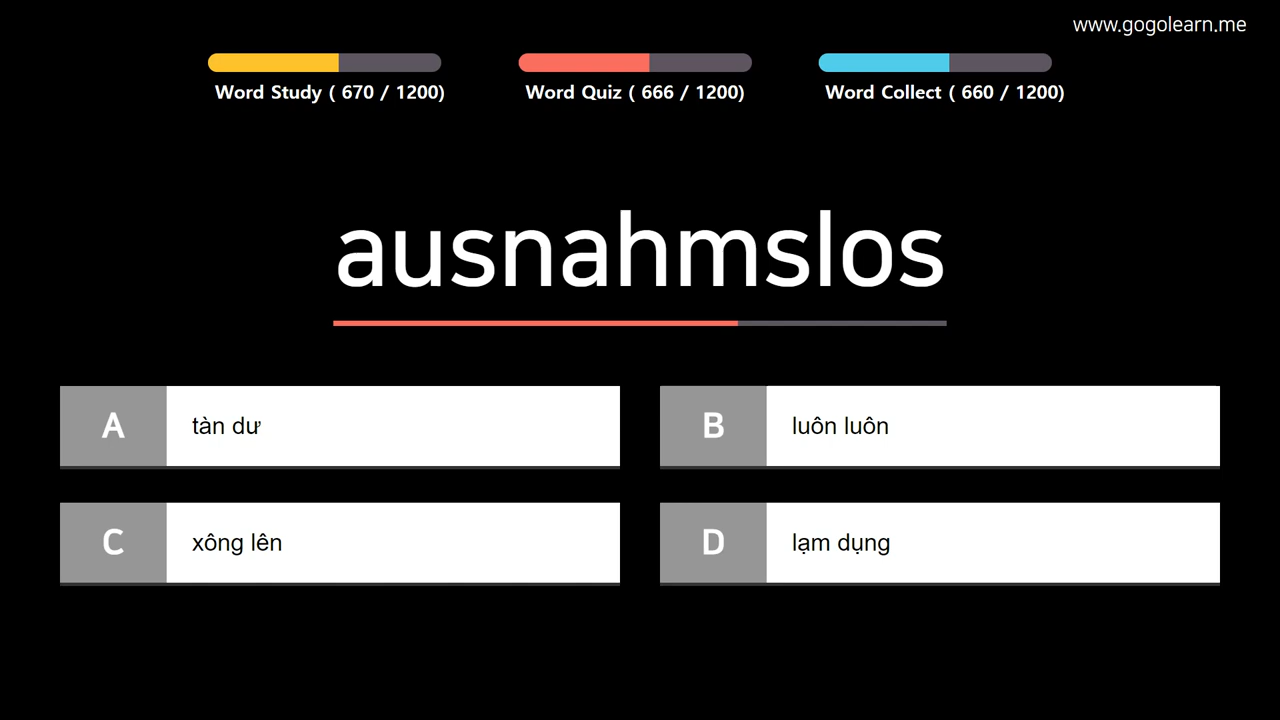 www.gogolearn.me
Word Study ( 670 / 1200)
Word Quiz ( 666 / 1200)
Word Collect ( 660 / 1200)
ausnahmslos
A
tàn dư
B
luôn luôn
C
xông lên
D
lạm dụng